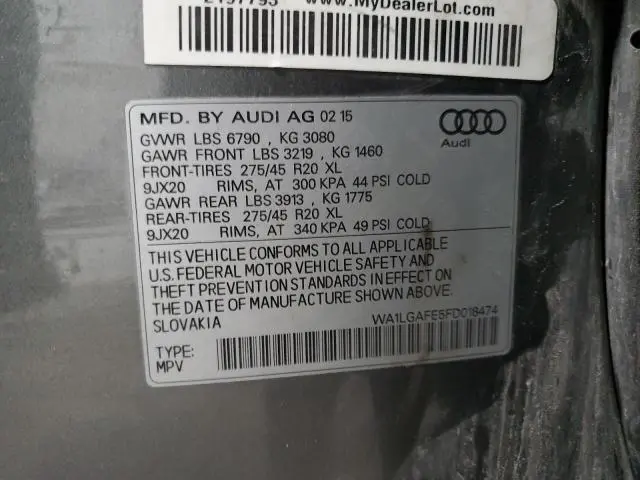 www.MyDealerLot.com
MFD. BY AUDI AG 02 15
GVWR LBS 6790 , KG 3080
GAWR FRONT LBS 3219 , KG 1460
FRONT-TIRES 275/45 R20 XL
9JX20 RIMS, AT 300 KPA 44 PSI COLD
GAWR REAR LBS 3913 , KG 1775
REAR-TIRES 275/45 R20 XL
9JX20 RIMS, AT 340 KPA 49 PSI COLD
Audi
THIS VEHICLE CONFORMS TO ALL APPLICABLE
U.S. FEDERAL MOTOR VEHICLE SAFETY AND
THEFT PREVENTION STANDARDS IN EFFECT ON
THE DATE OF MANUFACTURE SHOWN ABOVE.
SLOVAKIA
WA1LGAFE5FD018474
TYPE:
MPV